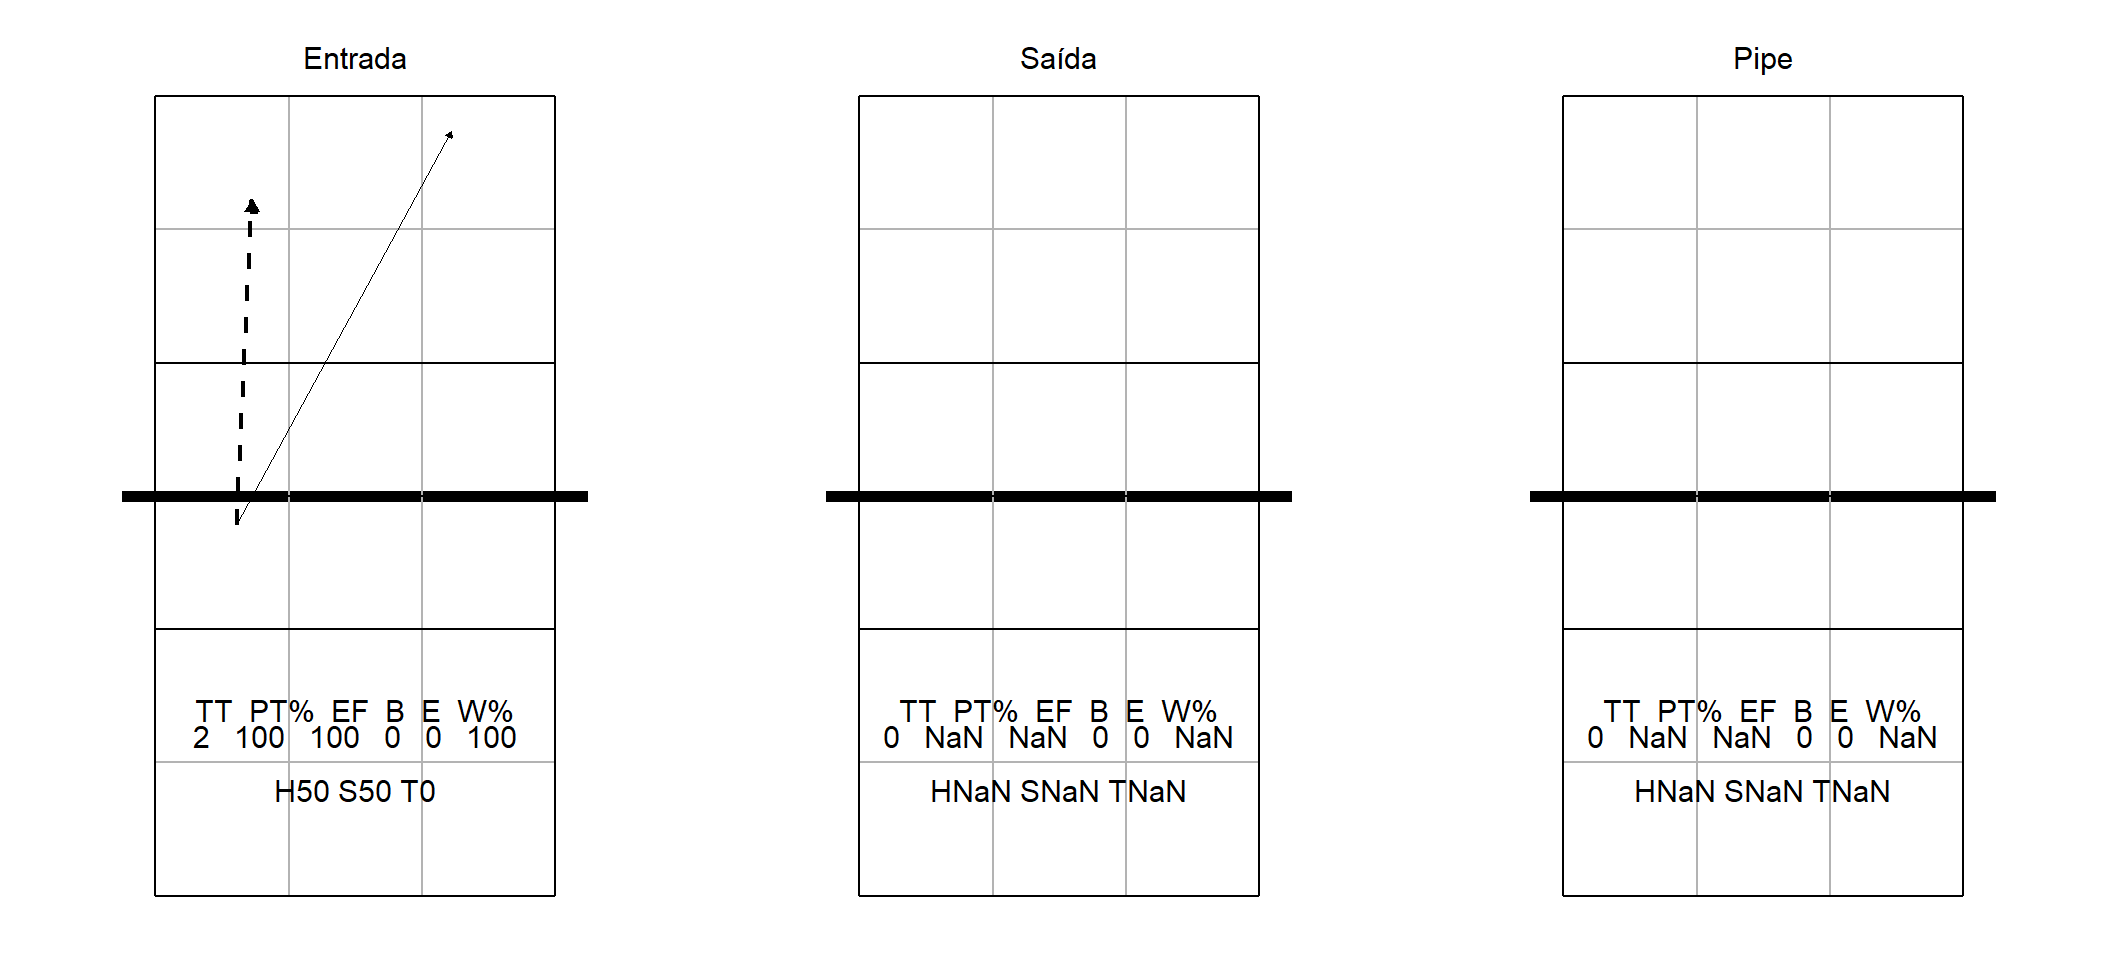 Entrada
TT PT% EF B E W%
2 100 100 0 0 100
H50 S50 T0
Saída
TT PT% EF B E W%
0 NaN NaN 0 0 NaN
HNaN SNaN TNaN
Pipe
TT PT% EF B E W%
0 NaN NaN 0 0 NaN
HNaN SNaN TNaN